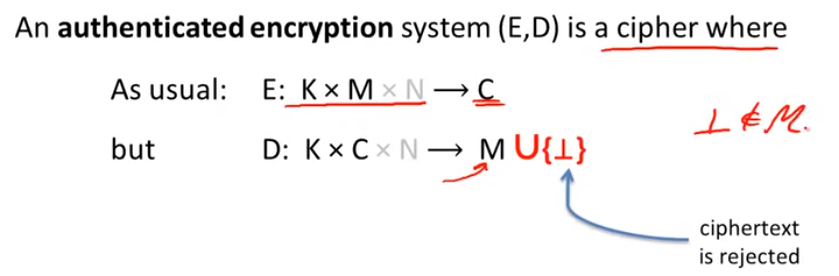 An authenticated encryption system (E,D) is a cipher where
As usual: E: K × M × N ⟶ C
but D: K × C × N ⟶ M ∪{⊥}
⊥ ∉ M.
ciphertext
is rejected